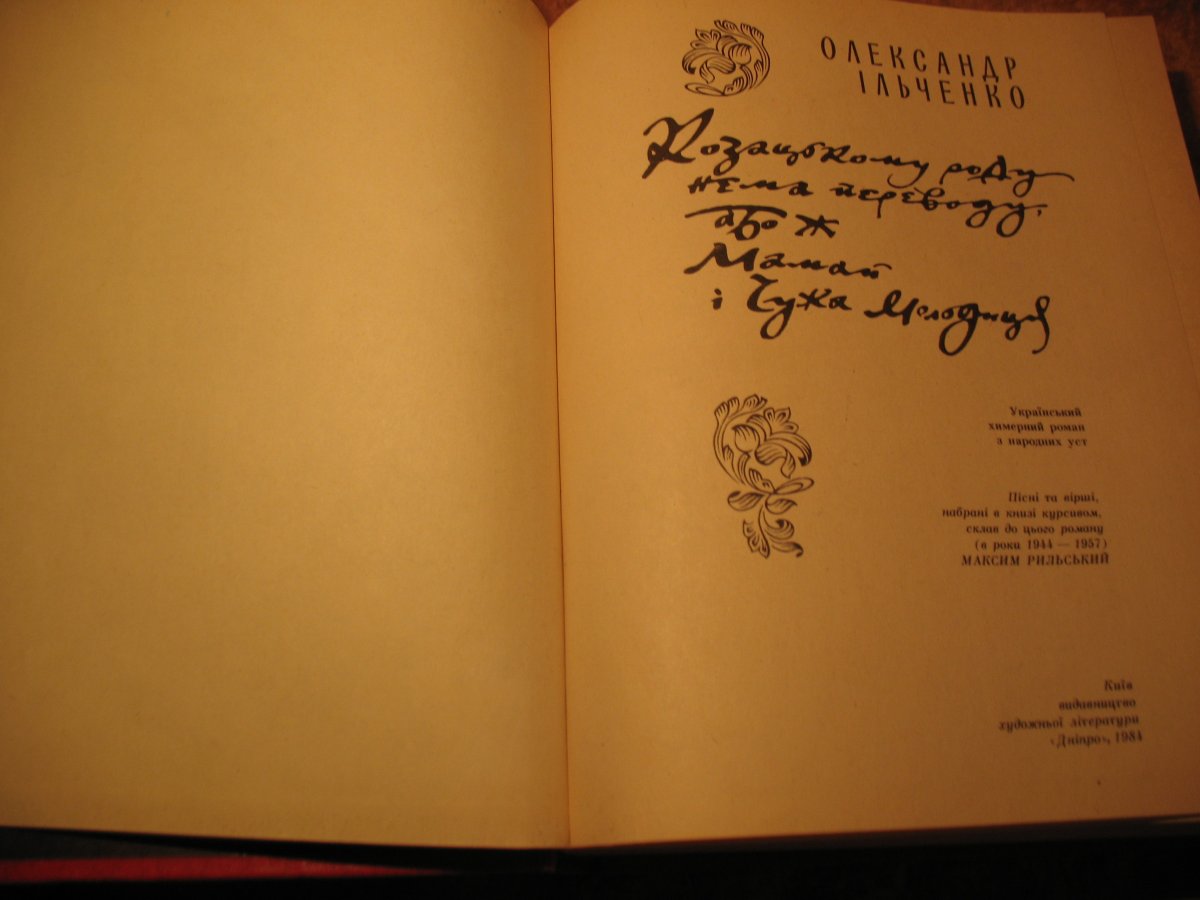 ОЛЕКСАНДР
ІЛЬЧЕНКО
Козацькому роду
нема переводу,
або ж
Мамай
і Чужа Молодиця
Український
химерний роман
з народних уст
Пісні та вірші,
набрані в книзі курсивом,
склав до цього роману
(в роки 1944 — 1957)
МАКСИМ РИЛЬСЬКИЙ
Київ
видавництво
художньої літератури
«Дніпро», 1984